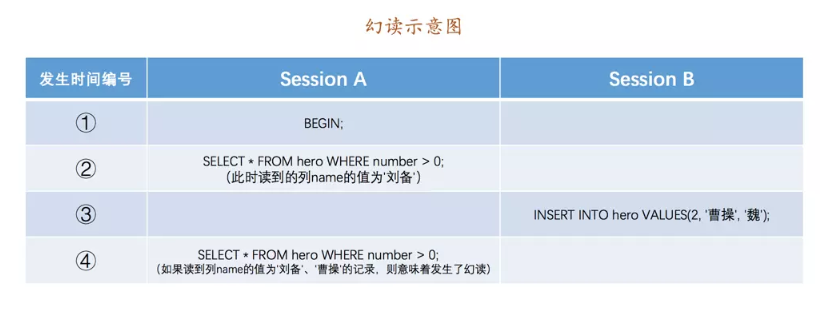 幻读示意图
发生时间编号 Session A Session B
① BEGIN;
② SELECT * FROM hero WHERE number > 0;
(此时读到的列name的值为'刘备')
③ INSERT INTO hero VALUES(2, '曹操', '魏');
④ SELECT * FROM hero WHERE number > 0;
(如果读到列name的值为'刘备'、'曹操'的记录，则意味着发生了幻读)